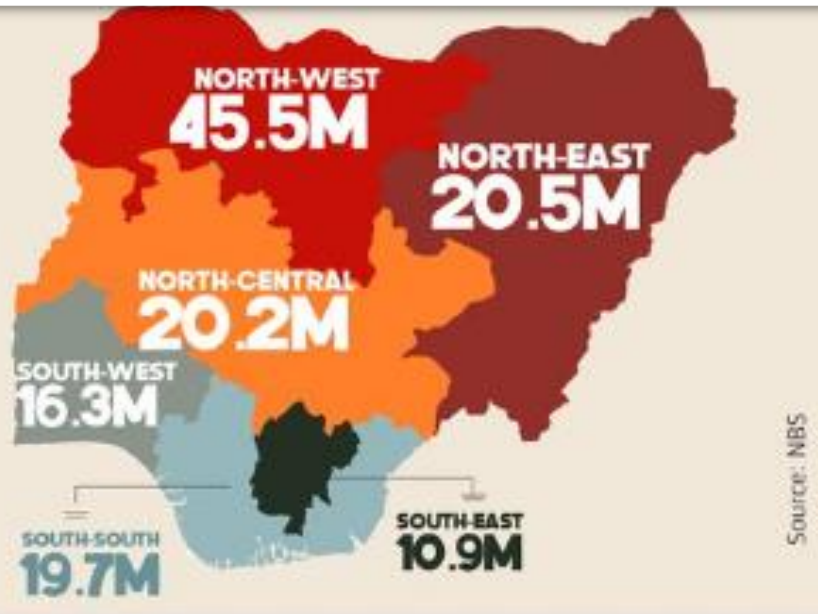 NORTH-WEST
45.5M
NORTH-EAST
20.5M
NORTH-CENTRAL
20.2M
SOUTH-WEST
16.3M
SOUTH-SOUTH
19.7M
SOUTH-EAST
10.9M
Source: NBS